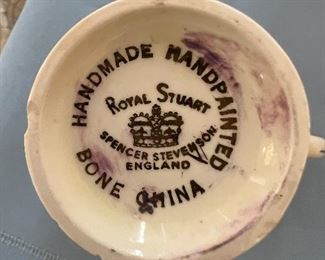 HANDMADE HANDPAINTED
ROYAL STUART
SPENCER STEVENSON
ENGLAND
BONE CHINA